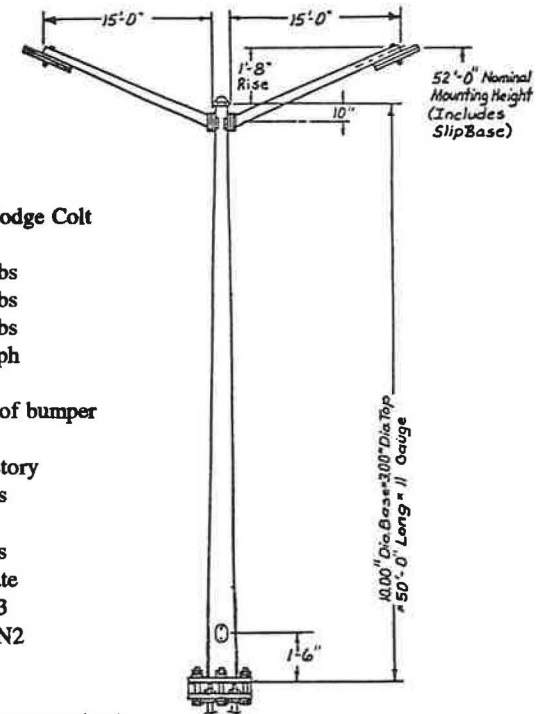 15'-0"
15'-0"
1'-8"
Rise
10"
52'-0" Nominal
Mounting Height
(Includes
SlipBase)
odge Colt
bs
bs
bs
ph
of bumper
tory
s
s
te
3
N2
10.00" Dia. Base × 3.00" Dia Top
× 50'-0" Long × 11 Gauge
1'-6"